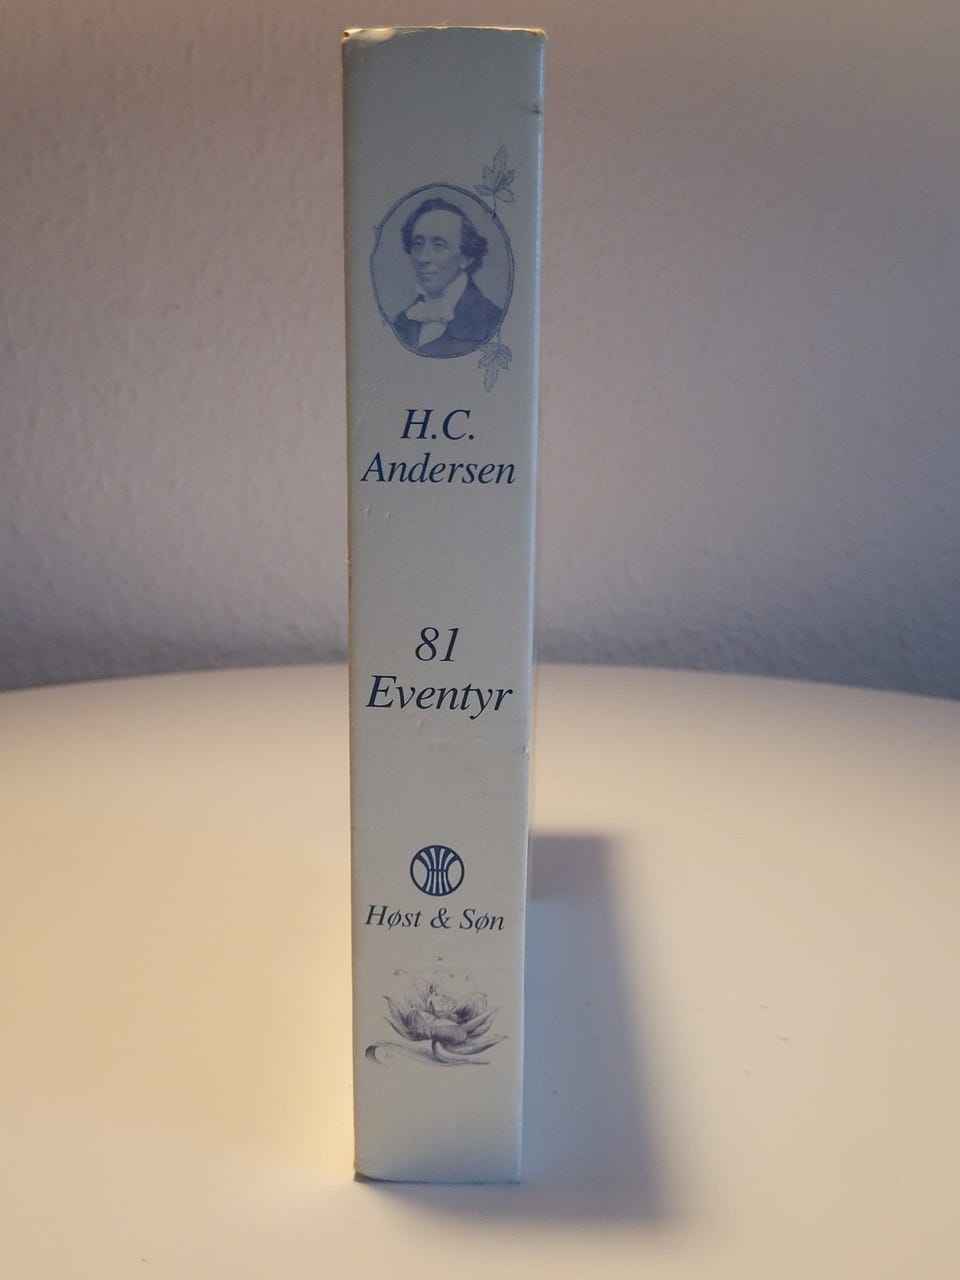 H.C.
Andersen
81
Eventyr
Høst & Søn